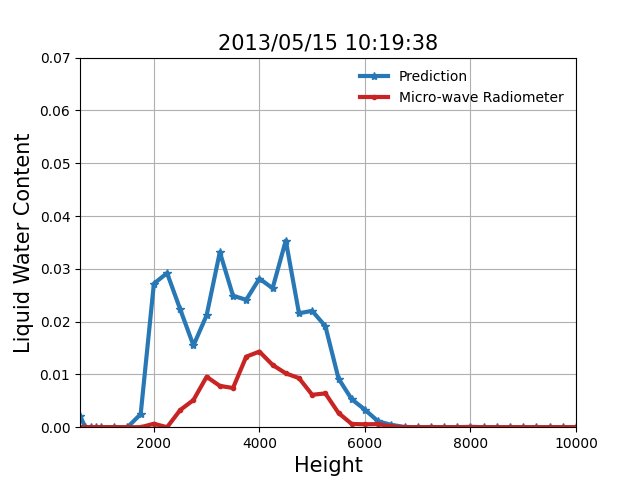 2013/05/15 10:19:38
0.07
0.06
0.05
0.04
0.03
0.02
0.01
0.00
Liquid Water Content
Prediction
Micro-wave Radiometer
2000 4000 6000 8000 10000
Height